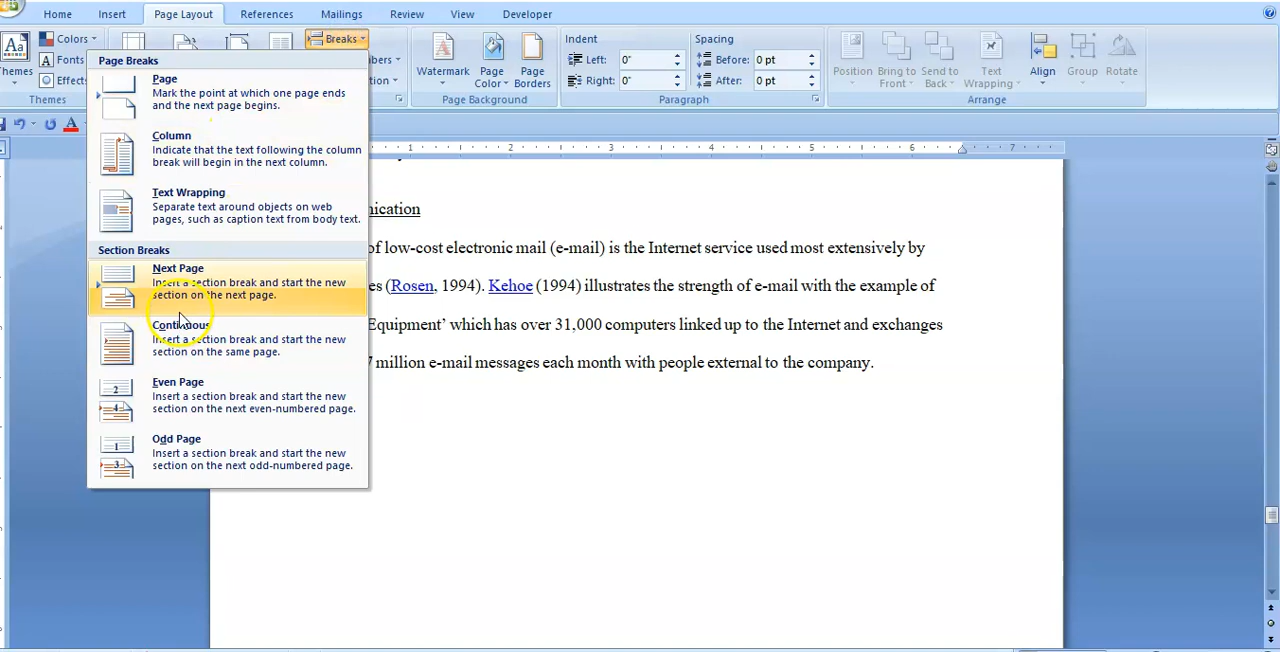 Home Insert Page Layout References Mailings Review View Developer
Colors
Fonts
Effects
Themes
Breaks
Watermark
Page Color
Page Borders
Page Background
Indent
Left: 0"
Right: 0"
Spacing
Before: 0 pt
After: 0 pt
Paragraph
Position
Bring to Front
Send to Back
Text Wrapping
Align
Group
Rotate
Arrange
Page Breaks
Page
Mark the point at which one page ends
and the next page begins.
Column
Indicate that the text following the column
break will begin in the next column.
Text Wrapping
Separate text around objects on web
pages, such as caption text from body text.
Section Breaks
Next Page
Insert a section break and start the new
section on the next page.
Continuous
Insert a section break and start the new
section on the same page.
Even Page
Insert a section break and start the new
section on the next even-numbered page.
Odd Page
Insert a section break and start the new
section on the next odd-numbered page.
1 2 3 4 5 6 7
nication
of low-cost electronic mail (e-mail) is the Internet service used most extensively by
es (Rosen, 1994). Kehoe (1994) illustrates the strength of e-mail with the example of
Equipment’ which has over 31,000 computers linked up to the Internet and exchanges
7 million e-mail messages each month with people external to the company.